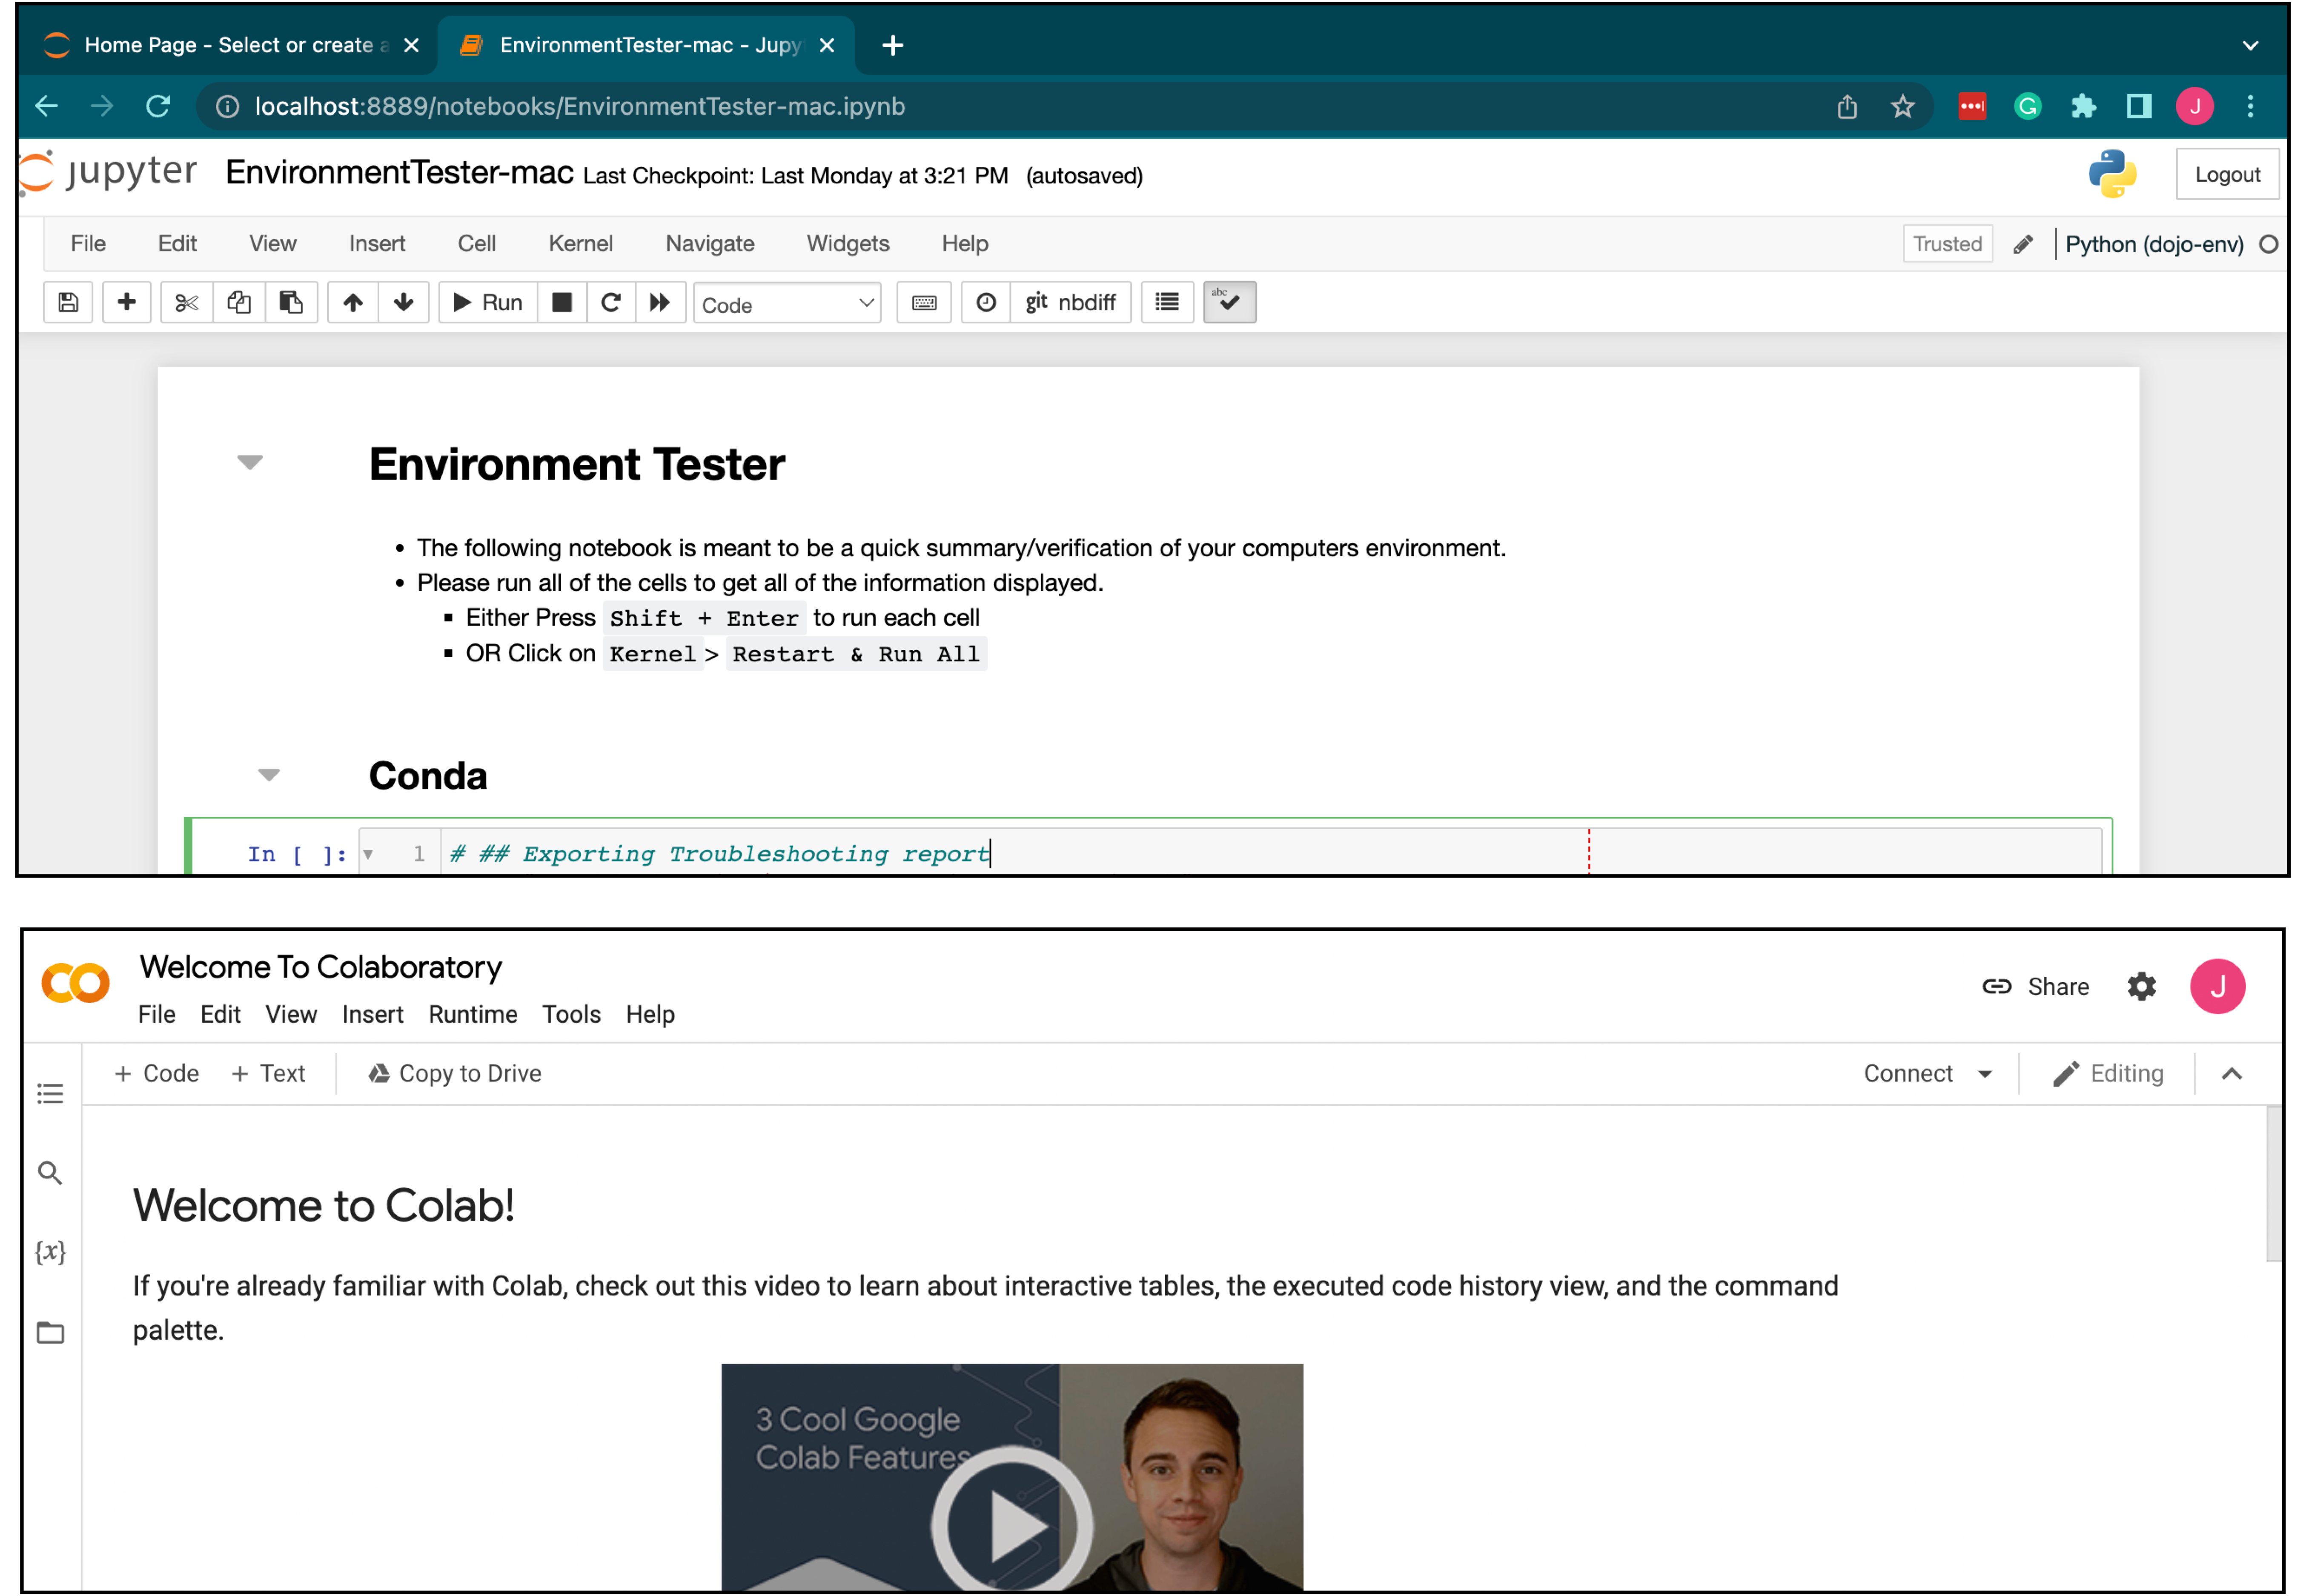 Home Page - Select or create a
EnvironmentTester-mac - Jupy
localhost:8889/notebooks/EnvironmentTester-mac.ipynb
J
jupyter EnvironmentTester-mac Last Checkpoint: Last Monday at 3:21 PM (autosaved)
Logout
File Edit View Insert Cell Kernel Navigate Widgets Help
Trusted
Python (dojo-env)
Run
Code
git nbdiff
abc
Environment Tester
• The following notebook is meant to be a quick summary/verification of your computers environment.
• Please run all of the cells to get all of the information displayed.
▪ Either Press Shift + Enter to run each cell
▪ OR Click on Kernel > Restart & Run All
Conda
In [ ]: 1 # ## Exporting Troubleshooting report
CO
Welcome To Colaboratory
Share
J
File Edit View Insert Runtime Tools Help
+ Code + Text Copy to Drive
Connect
Editing
Welcome to Colab!
{x}
If you're already familiar with Colab, check out this video to learn about interactive tables, the executed code history view, and the command
palette.
3 Cool Google
Colab Features